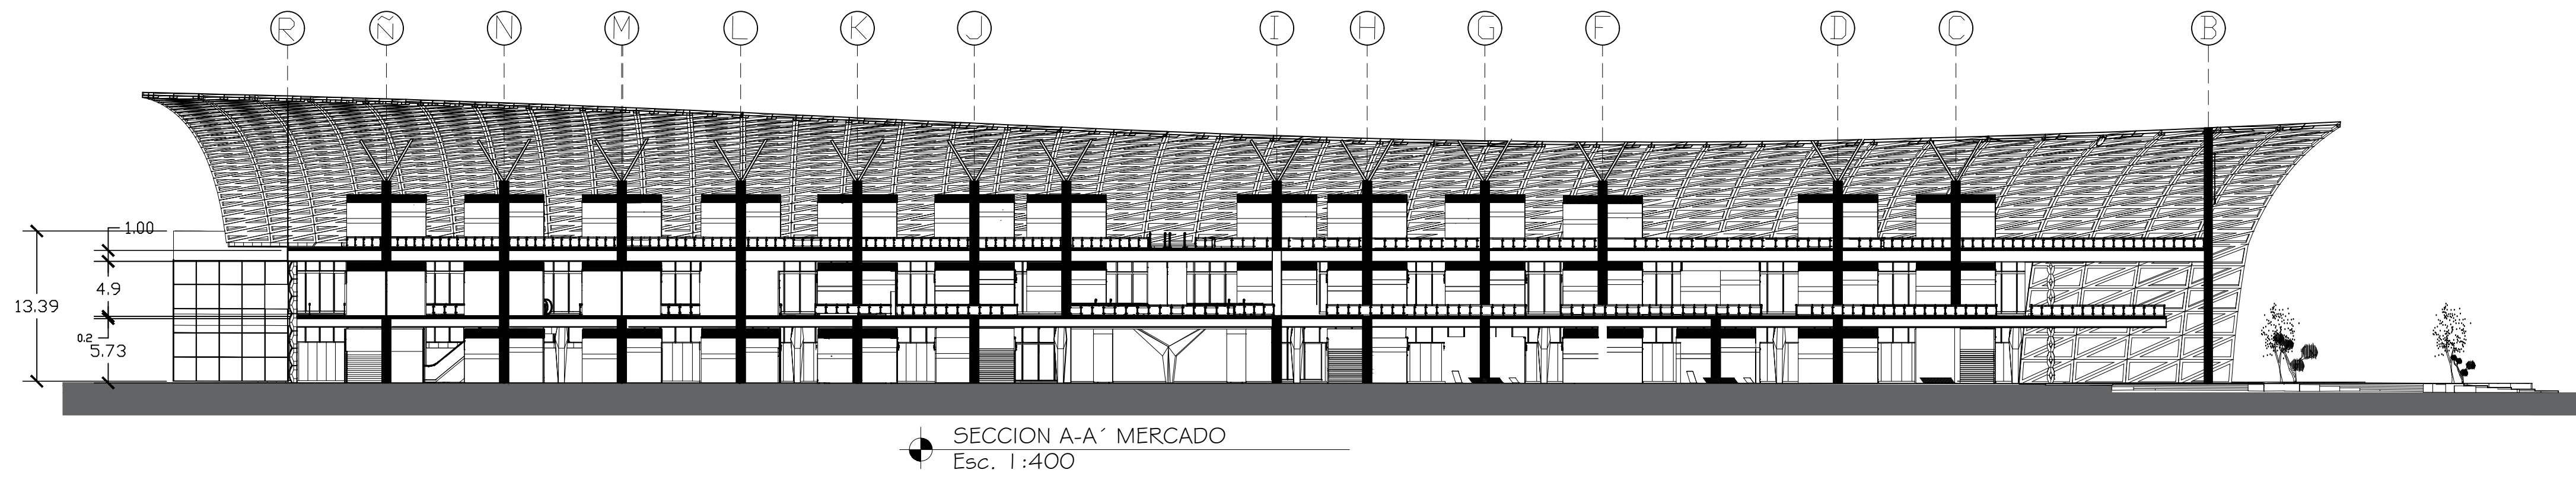 R Ñ N M L K J I H G F D C B
1.00
4.9
13.39
0.2
5.73
SECCION A-A´ MERCADO
Esc. 1:400